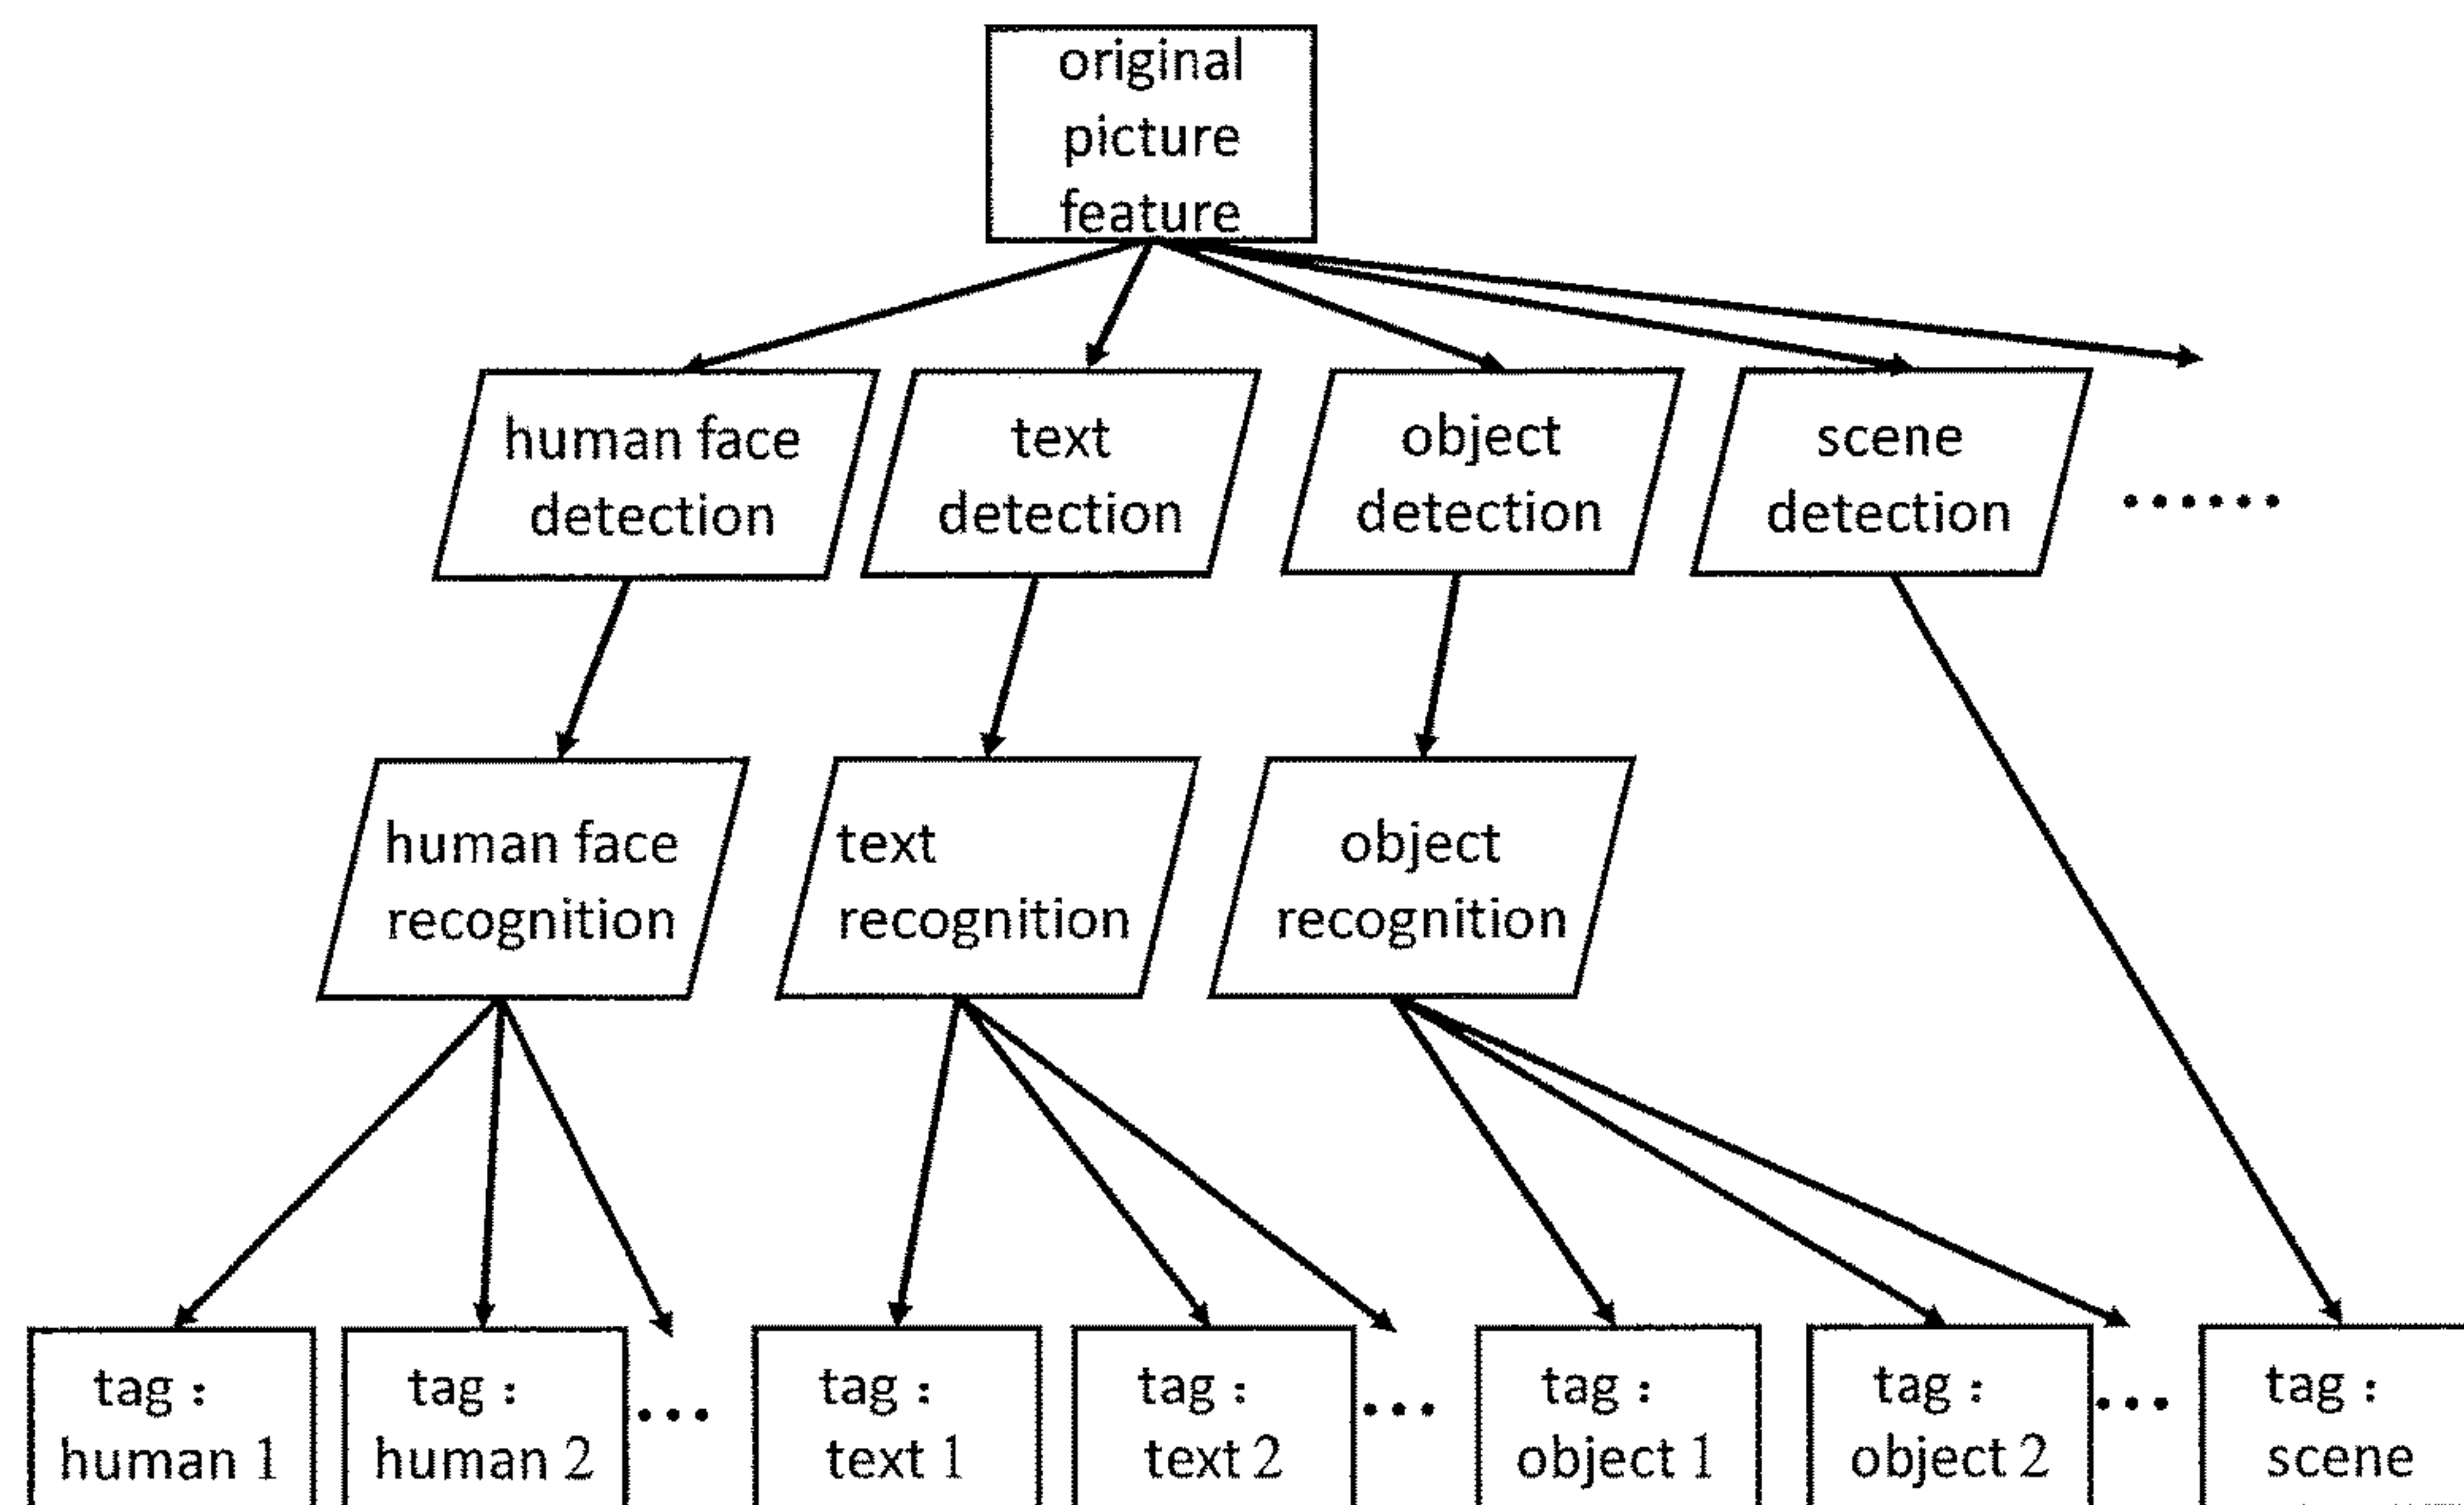 original
picture
feature
human face
detection
text
detection
object
detection
scene
detection
......
human face
recognition
text
recognition
object
recognition
tag :
human 1
tag :
human 2
...
tag :
text 1
tag :
text 2
...
tag :
object 1
tag :
object 2
...
tag :
scene